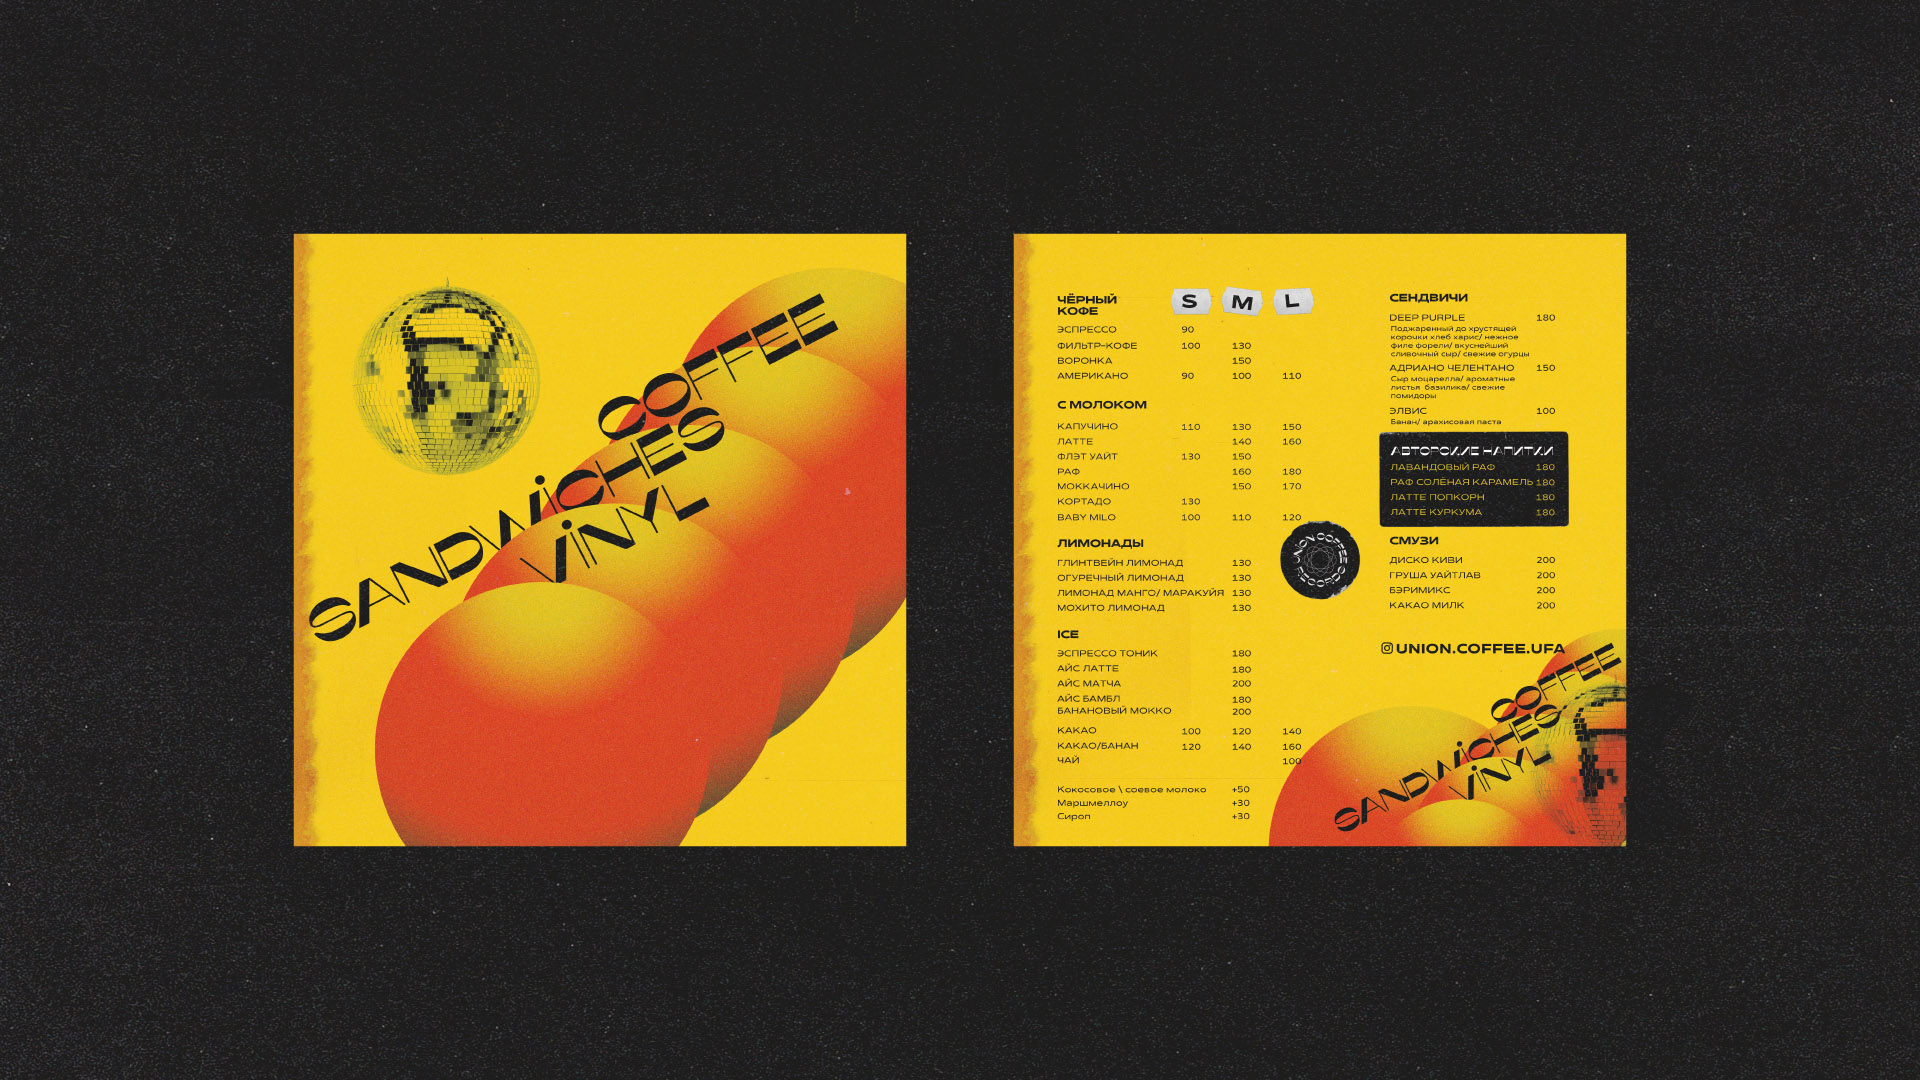 COFFEE
SANDWiCHES
ViNYL
ЧЁРНЫЙ
КОФЕ
S M L
ЭСПРЕССО 90
ФИЛЬТР-КОФЕ 100 130
ВОРОНКА 150
АМЕРИКАНО 90 100 110
С МОЛОКОМ
КАПУЧИНО 110 130 150
ЛАТТЕ 140 160
ФЛЭТ УАЙТ 130 150
РАФ 160 180
МОККАЧИНО 150 170
КОРТАДО 130
BABY MILO 100 110 120
ЛИМОНАДЫ
ГЛИНТВЕЙН ЛИМОНАД 130
ОГУРЕЧНЫЙ ЛИМОНАД 130
ЛИМОНАД МАНГО/ МАРАКУЙЯ 130
МОХИТО ЛИМОНАД 130
ICE
ЭСПРЕССО ТОНИК 180
АЙС ЛАТТЕ 180
АЙС МАТЧА 200
АЙС БАМБЛ 180
БАНАНОВЫЙ МОККО 200
КАКАО 100 120 140
КАКАО/БАНАН 120 140 160
ЧАЙ 100
Кокосовое \ соевое молоко +50
Маршмеллоу +30
Сироп +30
UNION COFFEE
СЕНДВИЧИ
DEEP PURPLE 180
Поджаренный до хрустящей
корочки хлеб харис/ нежное
филе форели/ вкуснейший
сливочный сыр/ свежие огурцы
АДРИАНО ЧЕЛЕНТАНО 150
Сыр моцарелла/ ароматные
листья базилика/ свежие
помидоры
ЭЛВИС 100
Банан/ арахисовая паста
АВТОРСКИЕ НАПИТКИ
ЛАВАНДОВЫЙ РАФ 180
РАФ СОЛЁНАЯ КАРАМЕЛЬ 180
ЛАТТЕ ПОПКОРН 180
ЛАТТЕ КУРКУМА 180
СМУЗИ
ДИСКО КИВИ 200
ГРУША УАЙТЛАВ 200
БЭРИМИКС 200
КАКАО МИЛК 200
UNION.COFFEE.UFA
COFFEE
SANDWiCHES
ViNYL